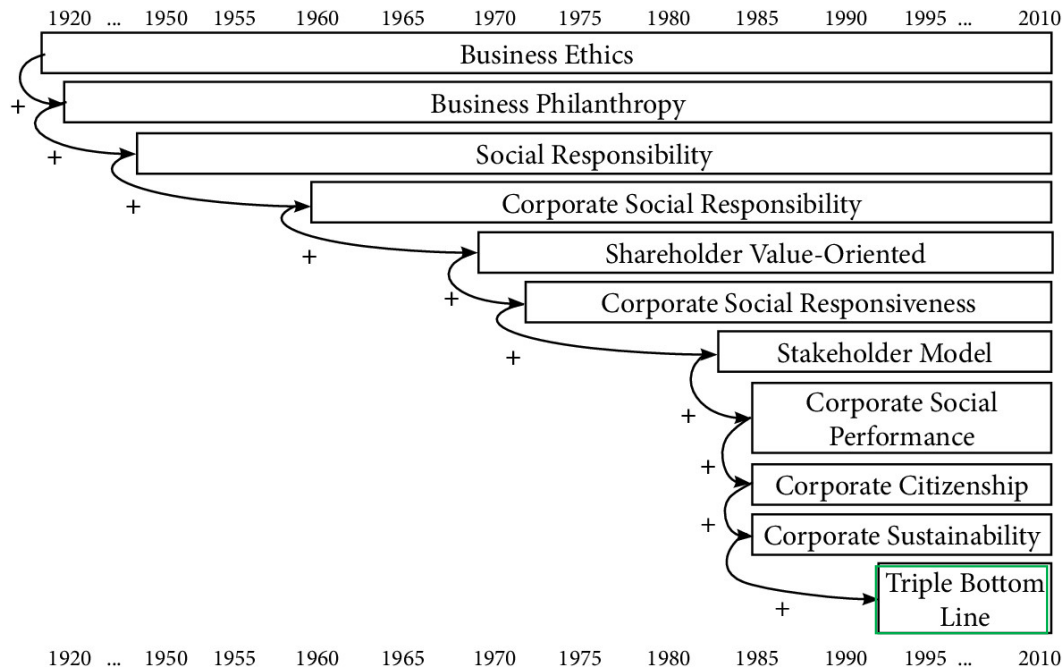 1920 ... 1950 1955 1960 1965 1970 1975 1980 1985 1990 1995 ... 2010
Business Ethics
+
Business Philanthropy
+
Social Responsibility
+
Corporate Social Responsibility
+
Shareholder Value-Oriented
+
Corporate Social Responsiveness
+
Stakeholder Model
+
Corporate Social
Performance
+
Corporate Citizenship
+
Corporate Sustainability
+
Triple Bottom
Line
1920 ... 1950 1955 1960 1965 1970 1975 1980 1985 1990 1995 ... 2010